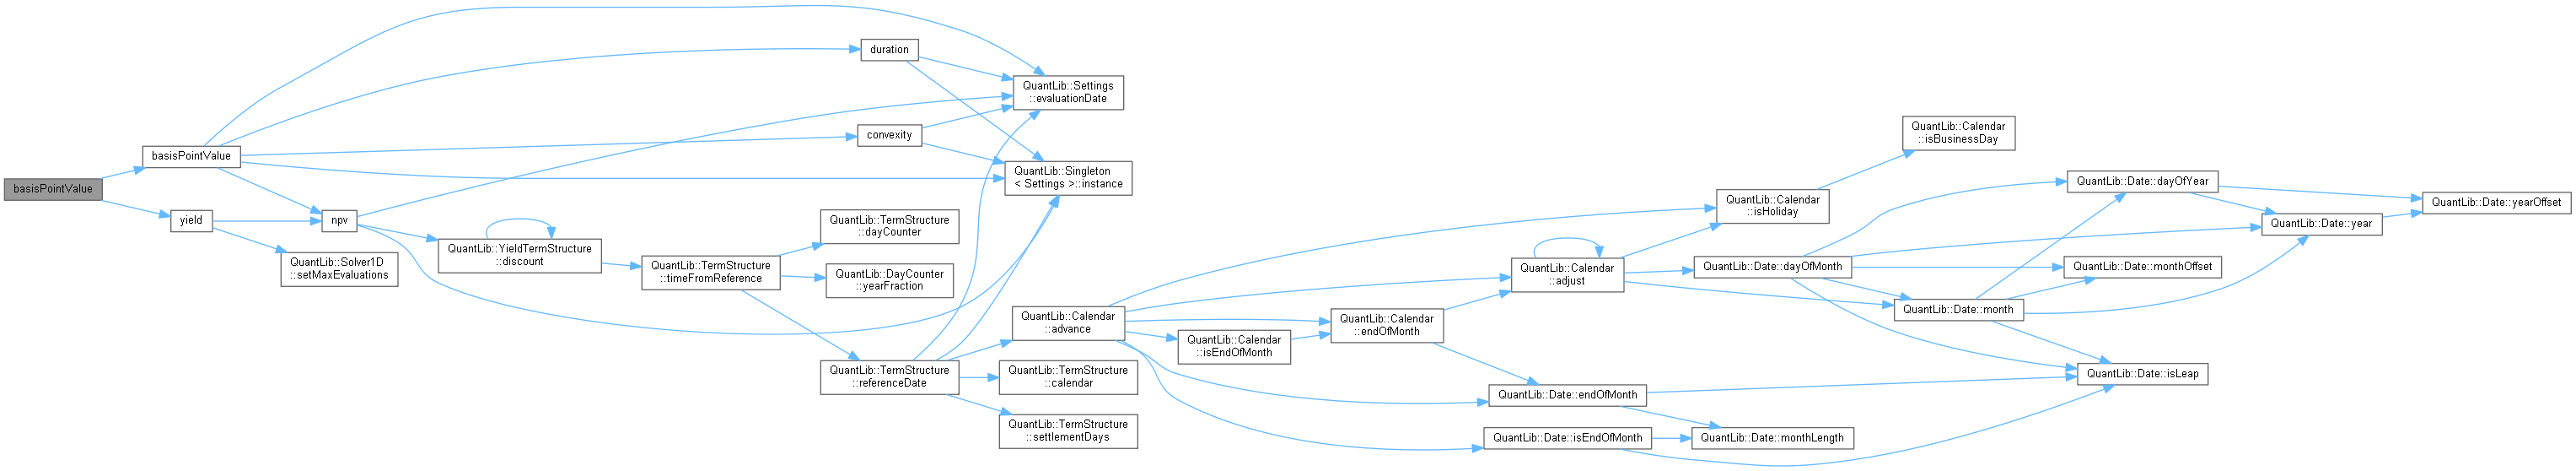 basisPointValue
basisPointValue
yield
npv
QuantLib::Solver1D
::setMaxEvaluations
QuantLib::YieldTermStructure
::discount
QuantLib::TermStructure
::timeFromReference
duration
convexity
QuantLib::TermStructure
::dayCounter
QuantLib::DayCounter
::yearFraction
QuantLib::TermStructure
::referenceDate
QuantLib::Settings
::evaluationDate
QuantLib::Singleton
< Settings >::instance
QuantLib::Calendar
::advance
QuantLib::TermStructure
::calendar
QuantLib::TermStructure
::settlementDays
QuantLib::Calendar
::isEndOfMonth
QuantLib::Calendar
::endOfMonth
QuantLib::Calendar
::adjust
QuantLib::Date::endOfMonth
QuantLib::Date::isEndOfMonth
QuantLib::Calendar
::isHoliday
QuantLib::Date::dayOfMonth
QuantLib::Date::monthLength
QuantLib::Calendar
::isBusinessDay
QuantLib::Date::month
QuantLib::Date::dayOfYear
QuantLib::Date::monthOffset
QuantLib::Date::isLeap
QuantLib::Date::year
QuantLib::Date::yearOffset